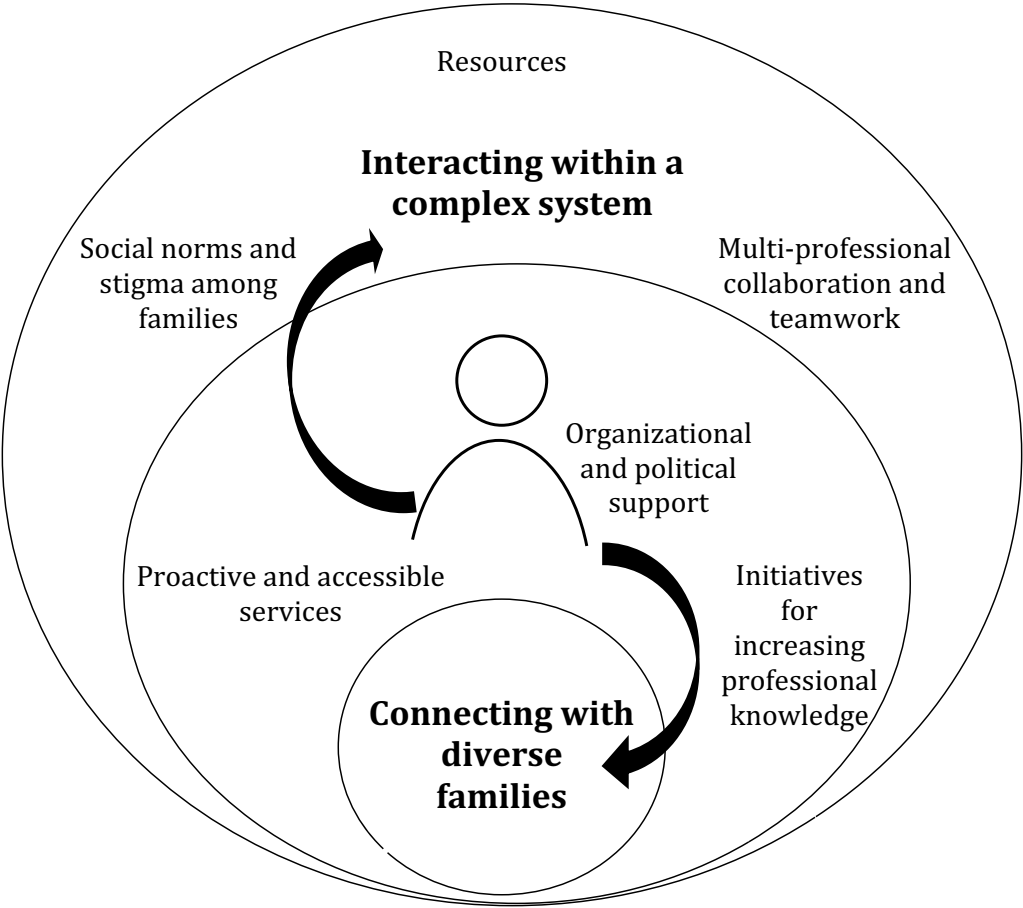 Resources
Interacting within a
complex system
Social norms and
stigma among
families
Multi-professional
collaboration and
teamwork
Organizational
and political
support
Proactive and accessible
services
Initiatives
for
increasing
professional
knowledge
Connecting with
diverse
families